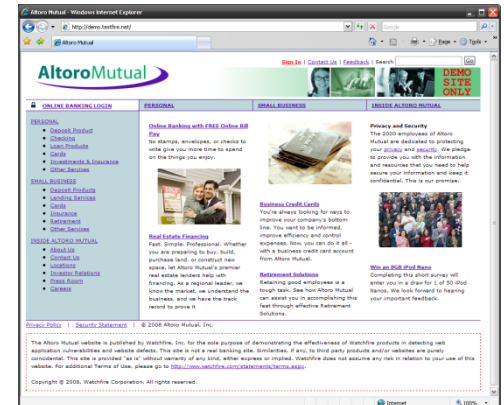 Altoro Mutual - Windows Internet Explorer
http://demo.testfire.net/
Google
Altoro Mutual
Page
Tools
Sign In | Contact Us | Feedback | Search
Go
AltoroMutual
DEMO
SITE
ONLY
ONLINE BANKING LOGIN
PERSONAL
SMALL BUSINESS
INSIDE ALTORO MUTUAL
PERSONAL
Deposit Product
Checking
Loan Products
Cards
Investments & Insurance
Other Services
SMALL BUSINESS
Deposit Products
Lending Services
Cards
Insurance
Retirement
Other Services
INSIDE ALTORO MUTUAL
About Us
Contact Us
Locations
Investor Relations
Press Room
Careers
Online Banking with FREE Online Bill
Pay
No stamps, envelopes, or checks to
write give you more time to spend
on the things you enjoy.
Real Estate Financing
Fast. Simple. Professional. Whether
you are preparing to buy, build,
purchase land, or construct new
space, let Altoro Mutual's premier
real estate lenders help with
financing. As a regional leader, we
know the market, we understand the
business, and we have the track
record to prove it
Business Credit Cards
You're always looking for ways to
improve your company's bottom
line. You want to be informed,
improve efficiency and control
expenses. Now, you can do it all -
with a business credit card account
from Altoro Mutual.
Retirement Solutions
Retaining good employees is a
tough task. See how Altoro Mutual
can assist you in accomplishing this
feat through effective Retirement
Solutions.
Privacy and Security
The 2000 employees of Altoro
Mutual are dedicated to protecting
your privacy and security. We pledge
to provide you with the information
and resources that you need to help
secure your information and keep it
confidential. This is our promise.
Win an 8GB iPod Nano
Completing this short survey will
enter you in a draw for 1 of 50 iPod
Nanos. We look forward to hearing
your important feedback.
Privacy Policy | Security Statement | © 2008 Altoro Mutual, Inc.
The Altoro Mutual website is published by Watchfire, Inc. for the sole purpose of demonstrating the effectiveness of Watchfire products in detecting web
application vulnerabilities and website defects. This site is not a real banking site. Similarities, if any, to third party products and/or websites are purely
coincidental. This site is provided "as is" without warranty of any kind, either express or implied. Watchfire does not assume any risk in relation to your use of this
website. For additional Terms of Use, please go to http://www.watchfire.com/statements/terms.aspx.
Copyright © 2008, Watchfire Corporation, All rights reserved.
Internet
100%